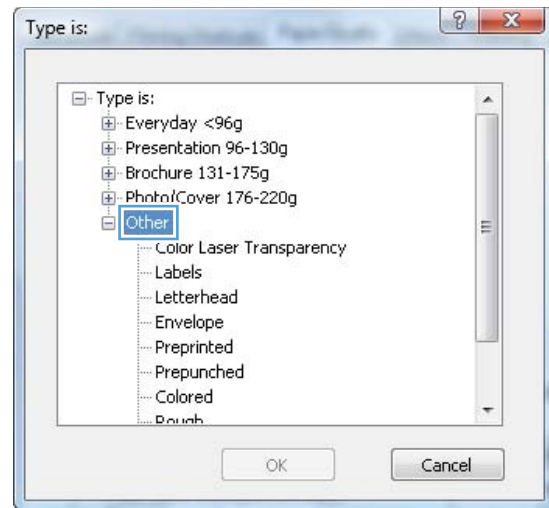 Type is:
Type is:
Everyday <96g
Presentation 96-130g
Brochure 131-175g
Photo/Cover 176-220g
Other
Color Laser Transparency
Labels
Letterhead
Envelope
Preprinted
Prepunched
Colored
Rough
OK
Cancel